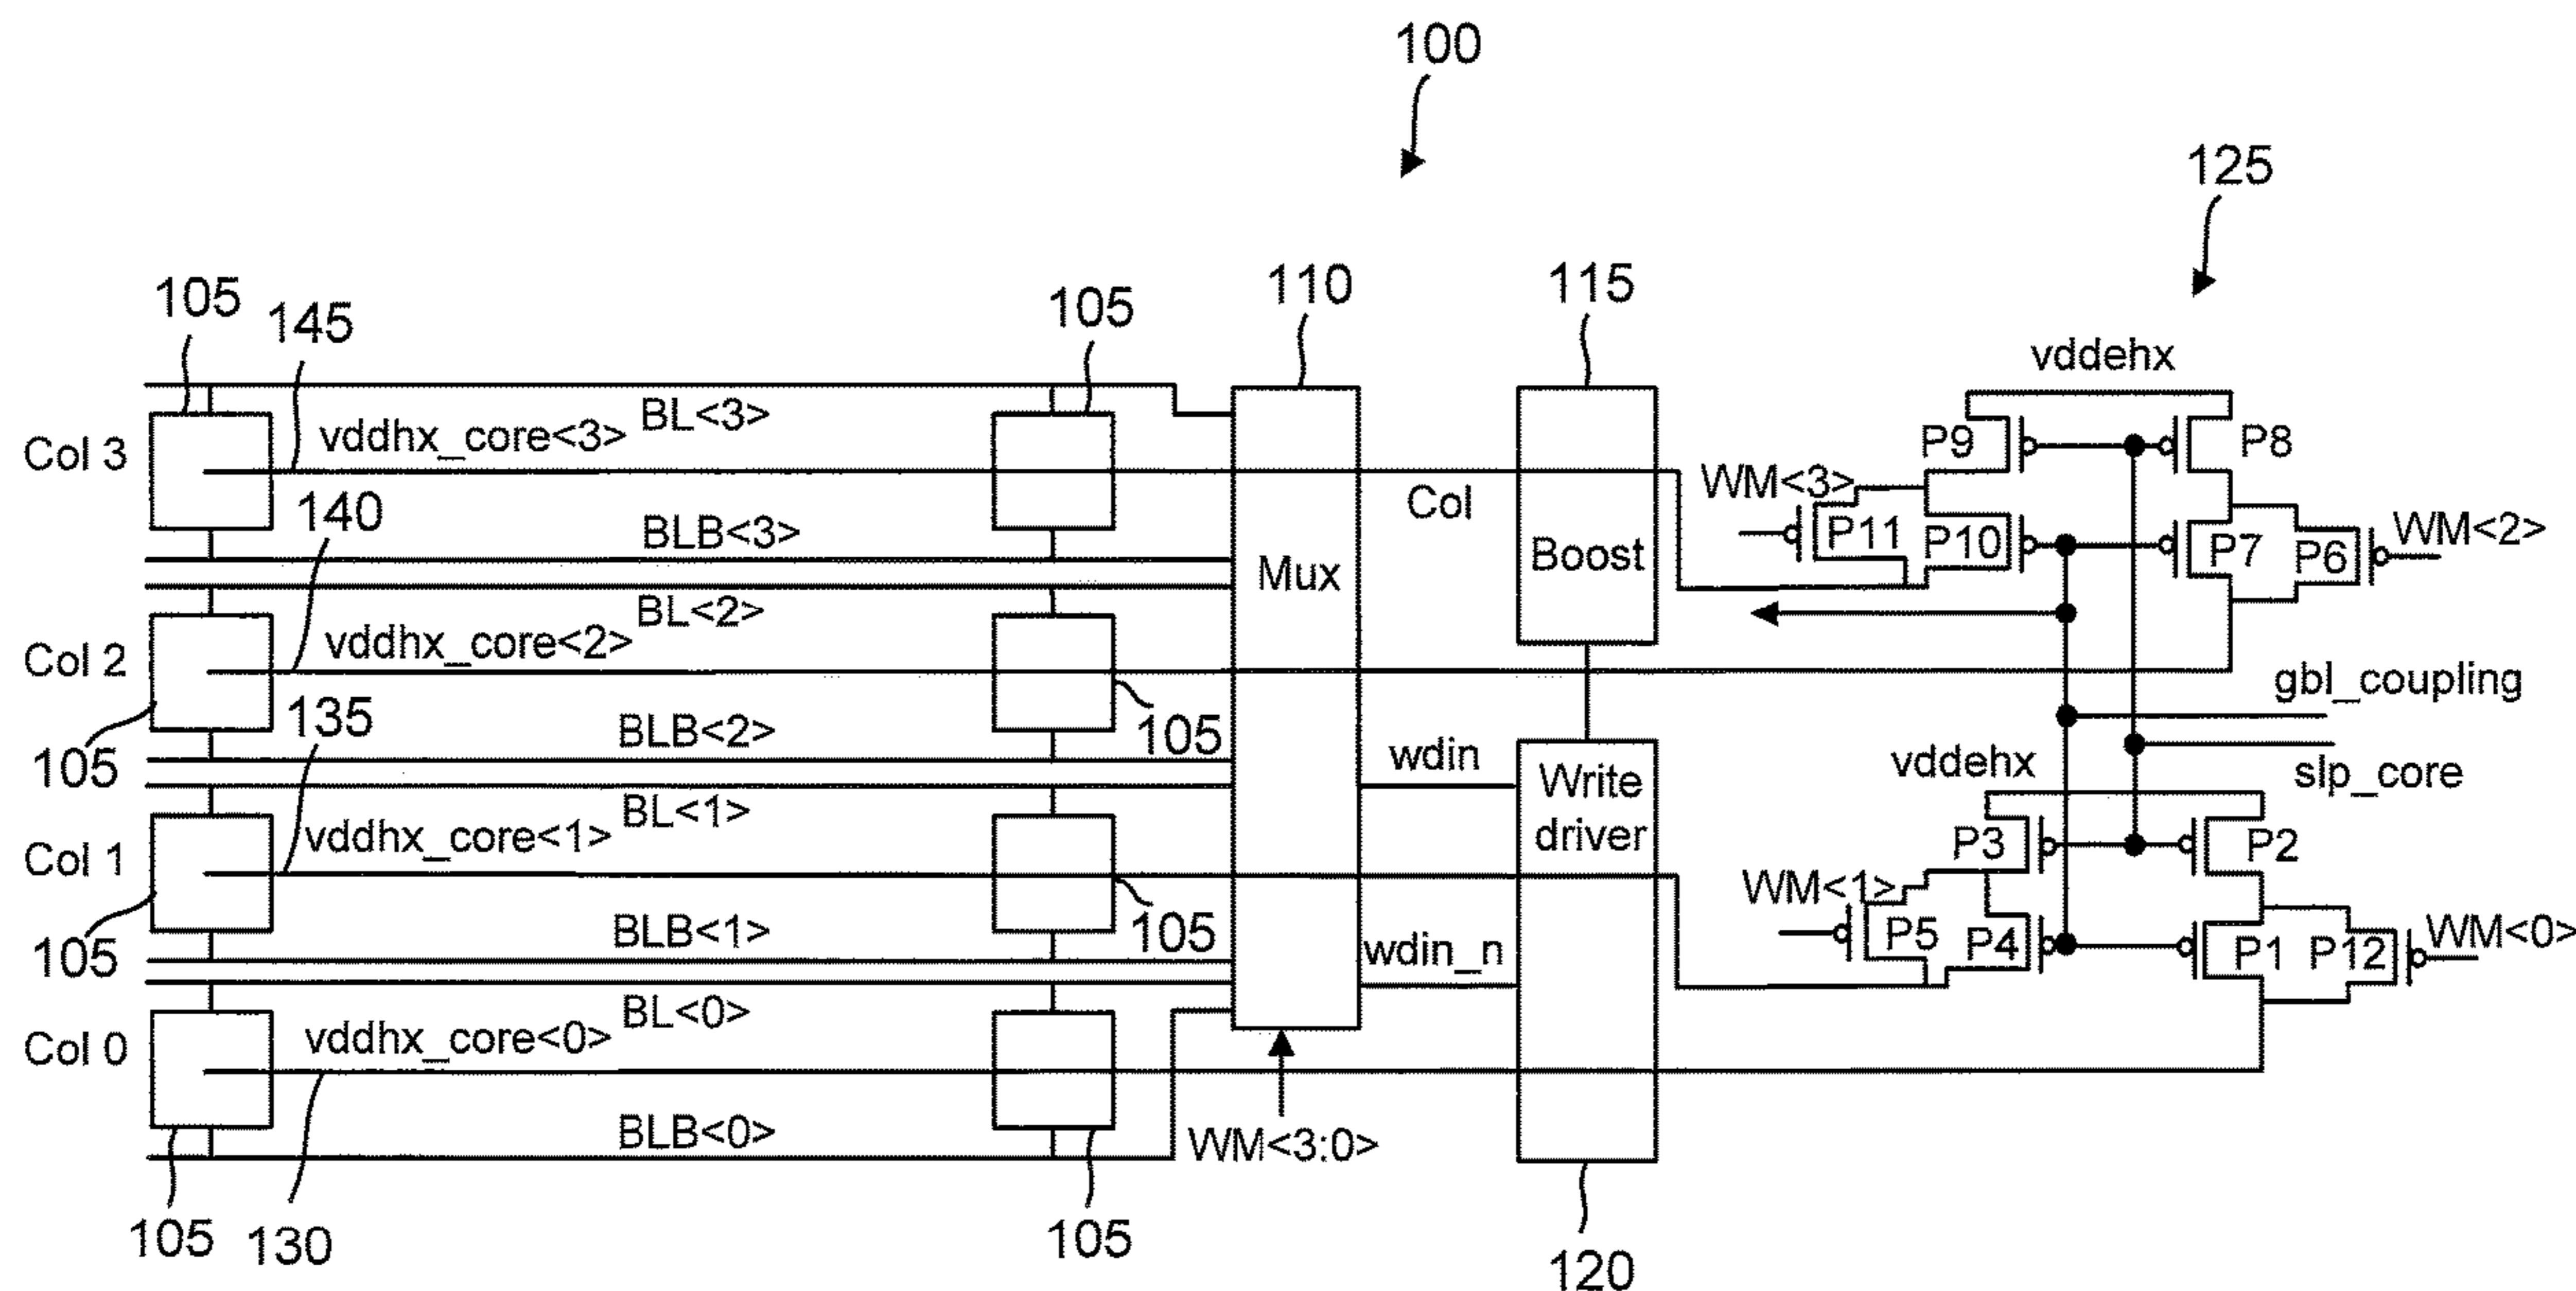 100
125
105
145
105
110
115
vddehx
Col 3
vddhx_core<3>
BL<3>
P9
P8
140
Col
WM<3>
BLB<3>
Mux
Boost
P11
P10
P7
P6
WM<2>
BL<2>
Col 2
vddhx_core<2>
135
gbl_coupling
105
BLB<2>
105
wdin
vddehx
slp_core
Write
driver
BL<1>
Col 1
vddhx_core<1>
P3
P2
WM<1>
105
BLB<1>
105
wdin_n
P5
P4
P1
P12
WM<0>
BL<0>
Col 0
vddhx_core<0>
BLB<0>
WM<3:0>
105
130
105
120